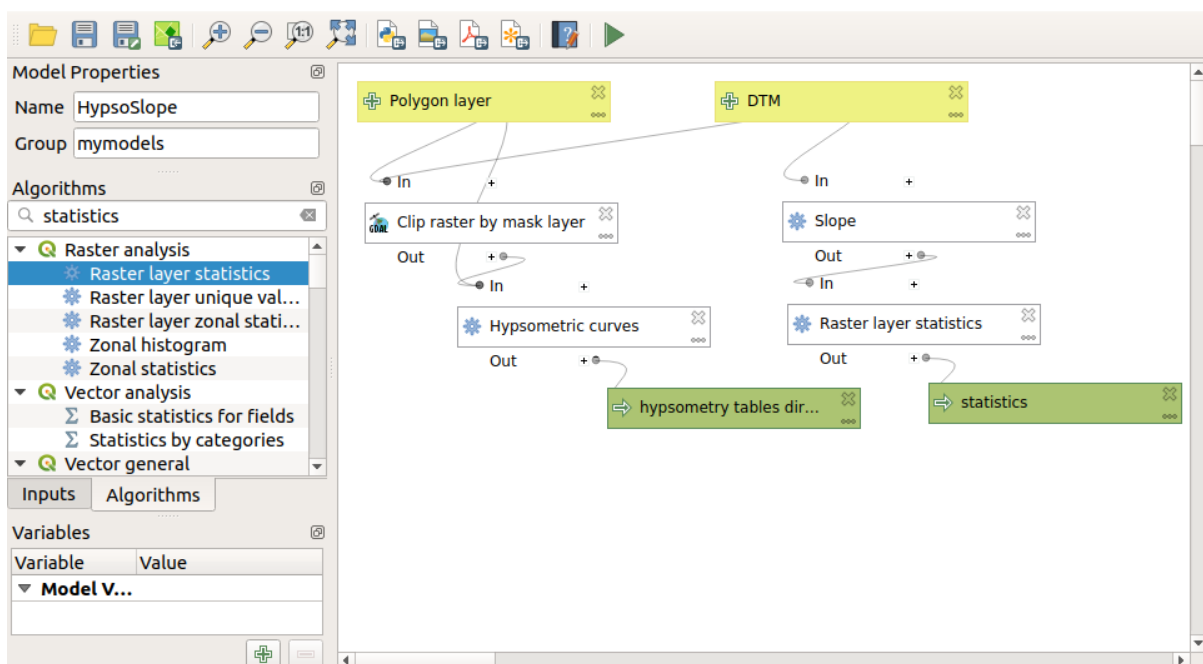 1:1
Model Properties
Name HypsoSlope
Group mymodels
Algorithms
statistics
Raster analysis
Raster layer statistics
Raster layer unique val...
Raster layer zonal stati...
Zonal histogram
Zonal statistics
Vector analysis
Σ Basic statistics for fields
Σ Statistics by categories
Vector general
Inputs Algorithms
Variables
Variable Value
Model V...
Polygon layer
DTM
In
In
GDAL Clip raster by mask layer
Slope
Out
Out
In
In
Hypsometric curves
Raster layer statistics
Out
Out
hypsometry tables dir...
statistics